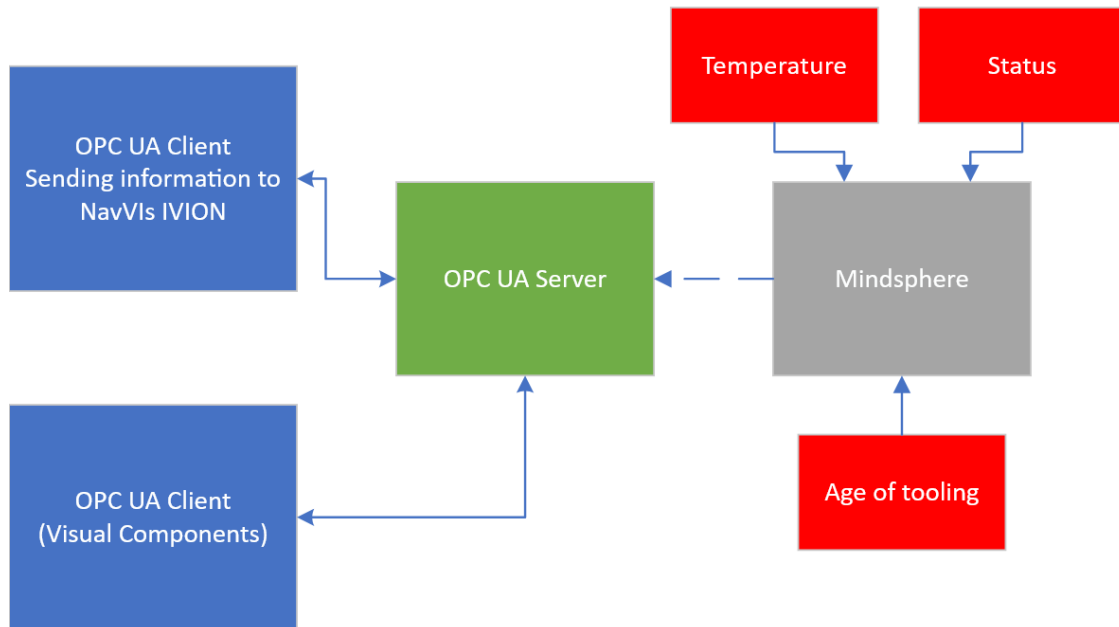 Temperature
Status
OPC UA Client
Sending information to
NavVIs IVION
OPC UA Server
Mindsphere
OPC UA Client
(Visual Components)
Age of tooling